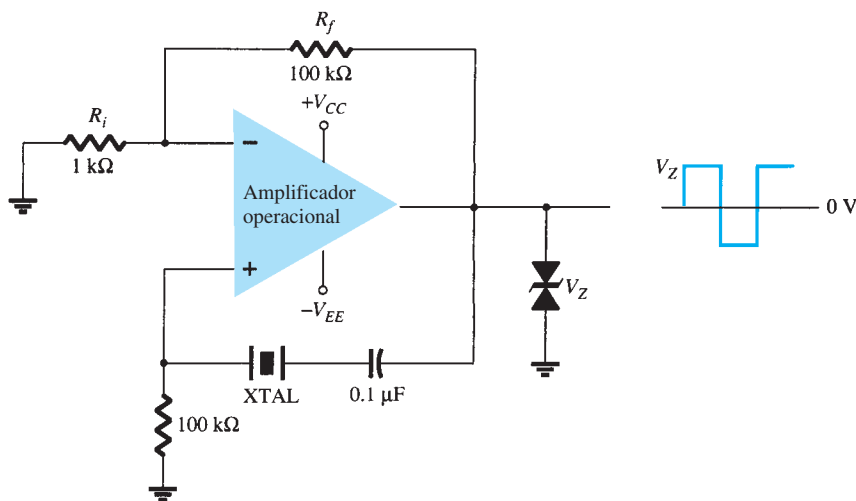 R_f
100 kΩ
+V_CC
R_i
1 kΩ
−
Amplificador
operacional
+
−V_EE
V_Z
0 V
V_Z
XTAL
0.1 μF
100 kΩ